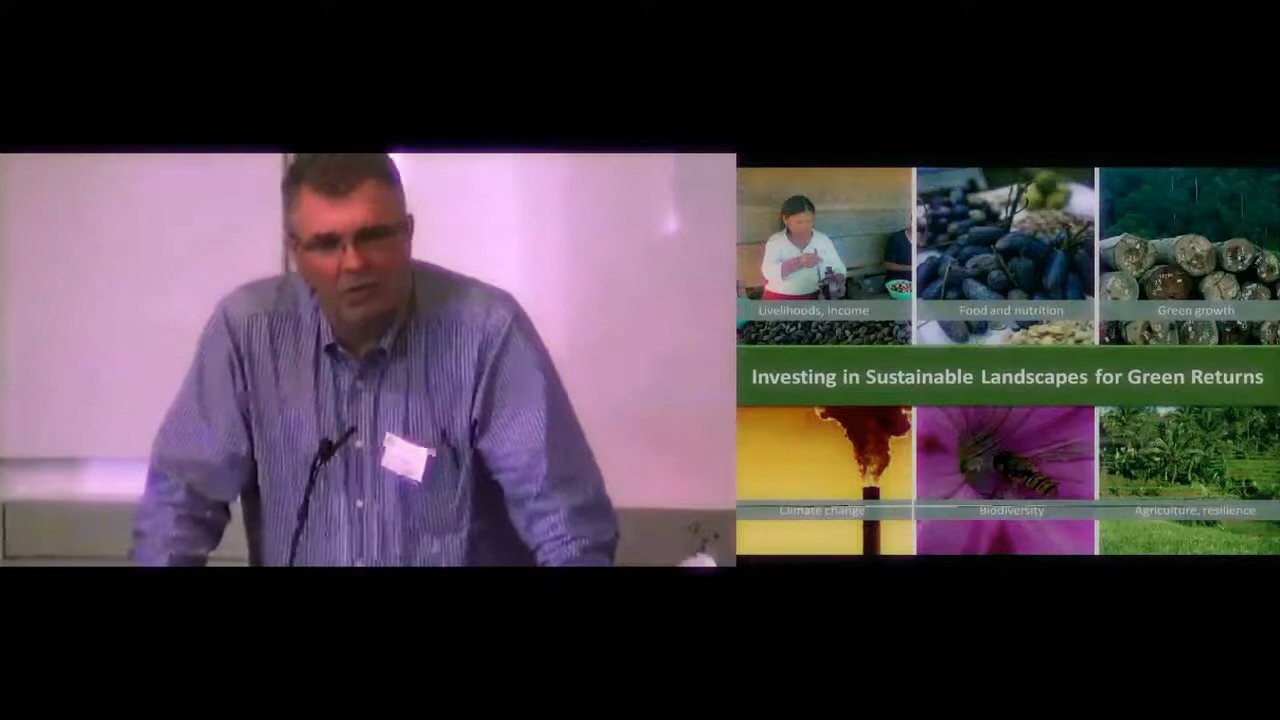 Livelihoods, income
Food and nutrition
Green growth
Investing in Sustainable Landscapes for Green Returns
Climate change
Biodiversity
Agriculture, resilience